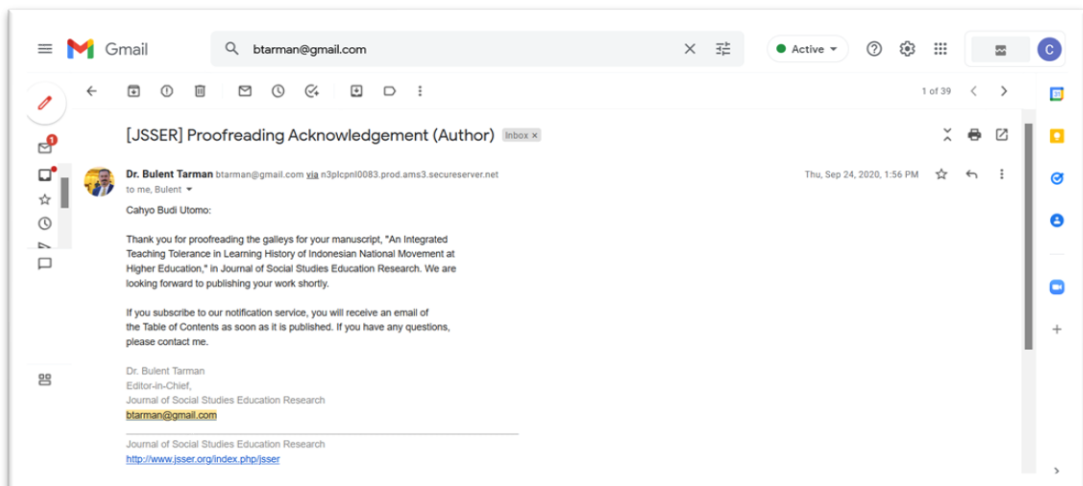 Gmail
btarman@gmail.com
Active
C
1 of 39
[JSSER] Proofreading Acknowledgement (Author) Inbox ×
Dr. Bulent Tarman btarman@gmail.com via n3plcpnl0083.prod.ams3.secureserver.net
Thu, Sep 24, 2020, 1:56 PM
to me, Bulent
Cahyo Budi Utomo:
Thank you for proofreading the galleys for your manuscript, "An Integrated
Teaching Tolerance in Learning History of Indonesian National Movement at
Higher Education," in Journal of Social Studies Education Research. We are
looking forward to publishing your work shortly.
If you subscribe to our notification service, you will receive an email of
the Table of Contents as soon as it is published. If you have any questions,
please contact me.
Dr. Bulent Tarman
Editor-in-Chief,
Journal of Social Studies Education Research
btarman@gmail.com
Journal of Social Studies Education Research
http://www.jsser.org/index.php/jsser
1
31